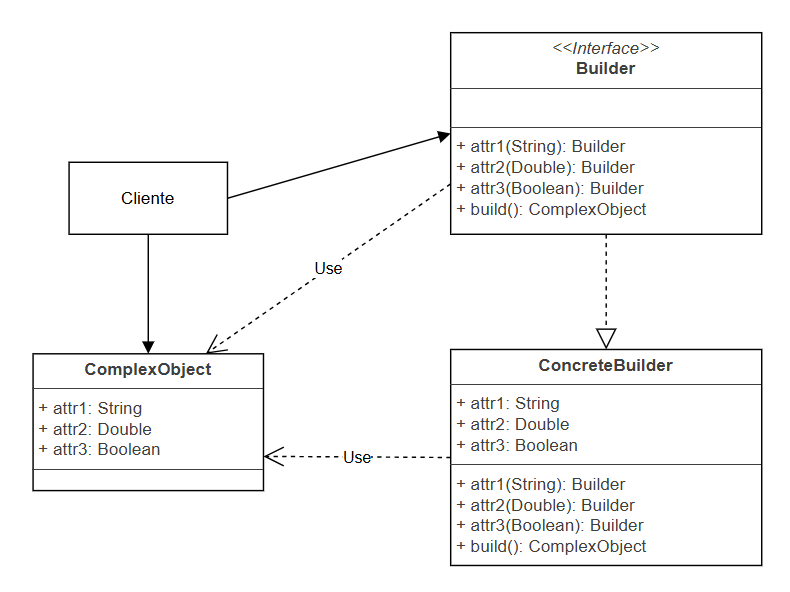 <<Interface>>
Builder
+ attr1(String): Builder
+ attr2(Double): Builder
+ attr3(Boolean): Builder
+ build(): ComplexObject
Cliente
Use
ComplexObject
+ attr1: String
+ attr2: Double
+ attr3: Boolean
Use
ConcreteBuilder
+ attr1: String
+ attr2: Double
+ attr3: Boolean
+ attr1(String): Builder
+ attr2(Double): Builder
+ attr3(Boolean): Builder
+ build(): ComplexObject